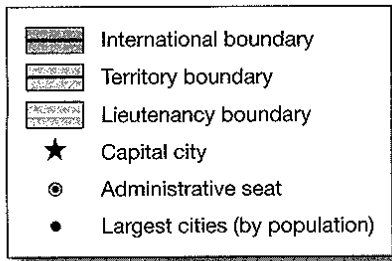 International boundary
Territory boundary
Lieutenancy boundary
Capital city
Administrative seat
Largest cities (by population)